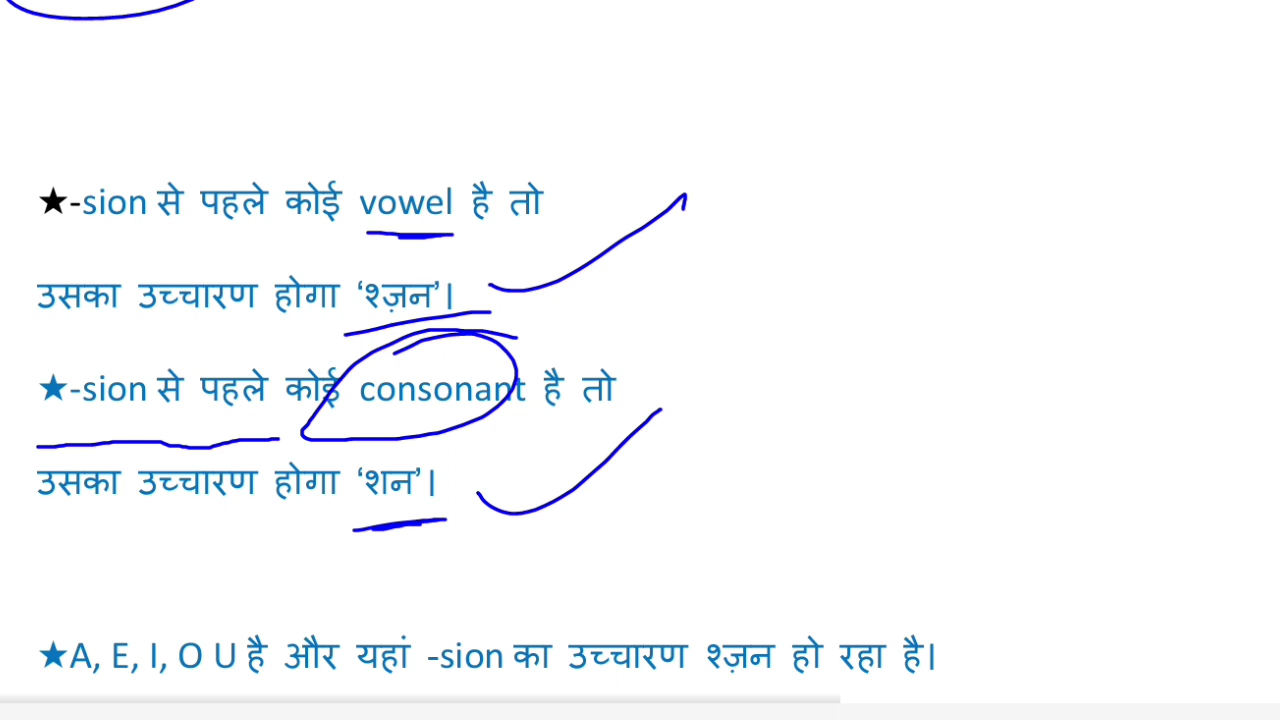 ★-sion से पहले कोई vowel है तो
उसका उच्चारण होगा ‘श्ज़न’।
★-sion से पहले कोई consonant है तो
उसका उच्चारण होगा ‘शन’।
★A, E, I, O U है और यहां -sion का उच्चारण श्ज़न हो रहा है।